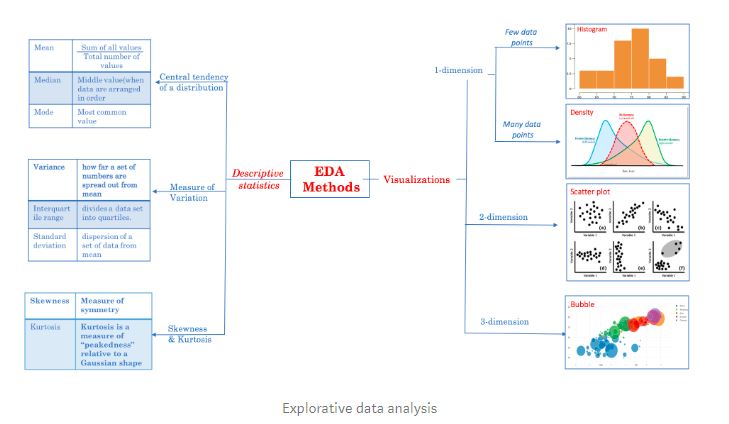 Mean
Sum of all values
Total number of
values
Median
Middle value(when
data are arranged
in order
Mode
Most common
value
Central tendency
of a distribution
Variance
how far a set of
numbers are
spread out from
mean
Interquart
ile range
divides a data set
into quartiles.
Standard
deviation
dispersion of a
set of data from
mean
Measure of
Variation
Skewness
Measure of
symmetry
Kurtosis
Kurtosis is a
measure of
"peakedness"
relative to a
Gaussian shape
Skewness
& Kurtosis
Descriptive
statistics
EDA
Methods
Visualizations
1-dimension
Few data
points
Many data
points
2-dimension
3-dimension
Histogram
Density
Scatter plot
(a)
(b)
(c)
(d)
(e)
(f)
Bubble
Explorative data analysis